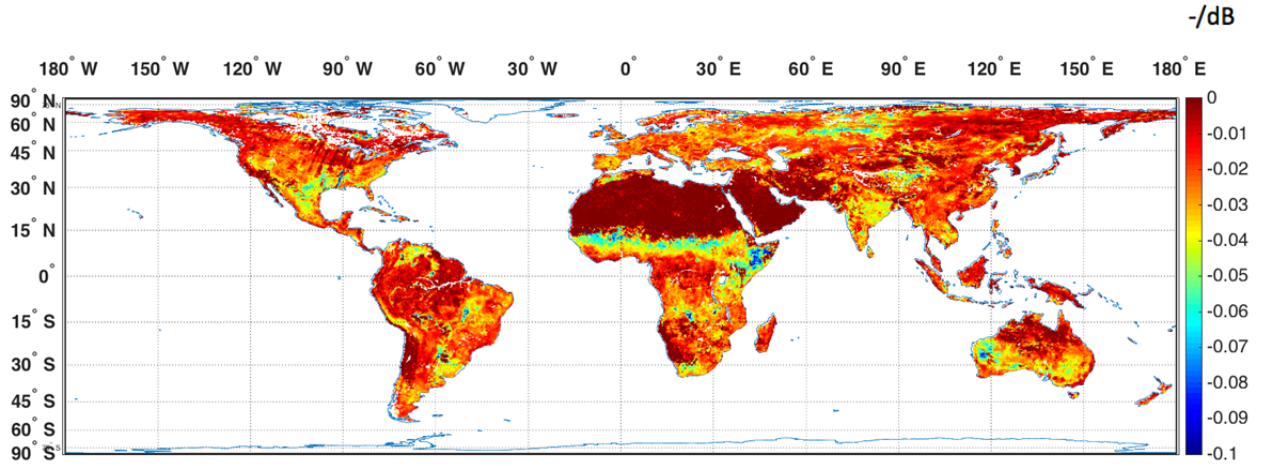 -/dB
180° W 150° W 120° W 90° W 60° W 30° W 0° 30° E 60° E 90° E 120° E 150° E 180° E
90° N
60° N
45° N
30° N
15° N
0°
15° S
30° S
45° S
60° S
90° S
0
-0.01
-0.02
-0.03
-0.04
-0.05
-0.06
-0.07
-0.08
-0.09
-0.1